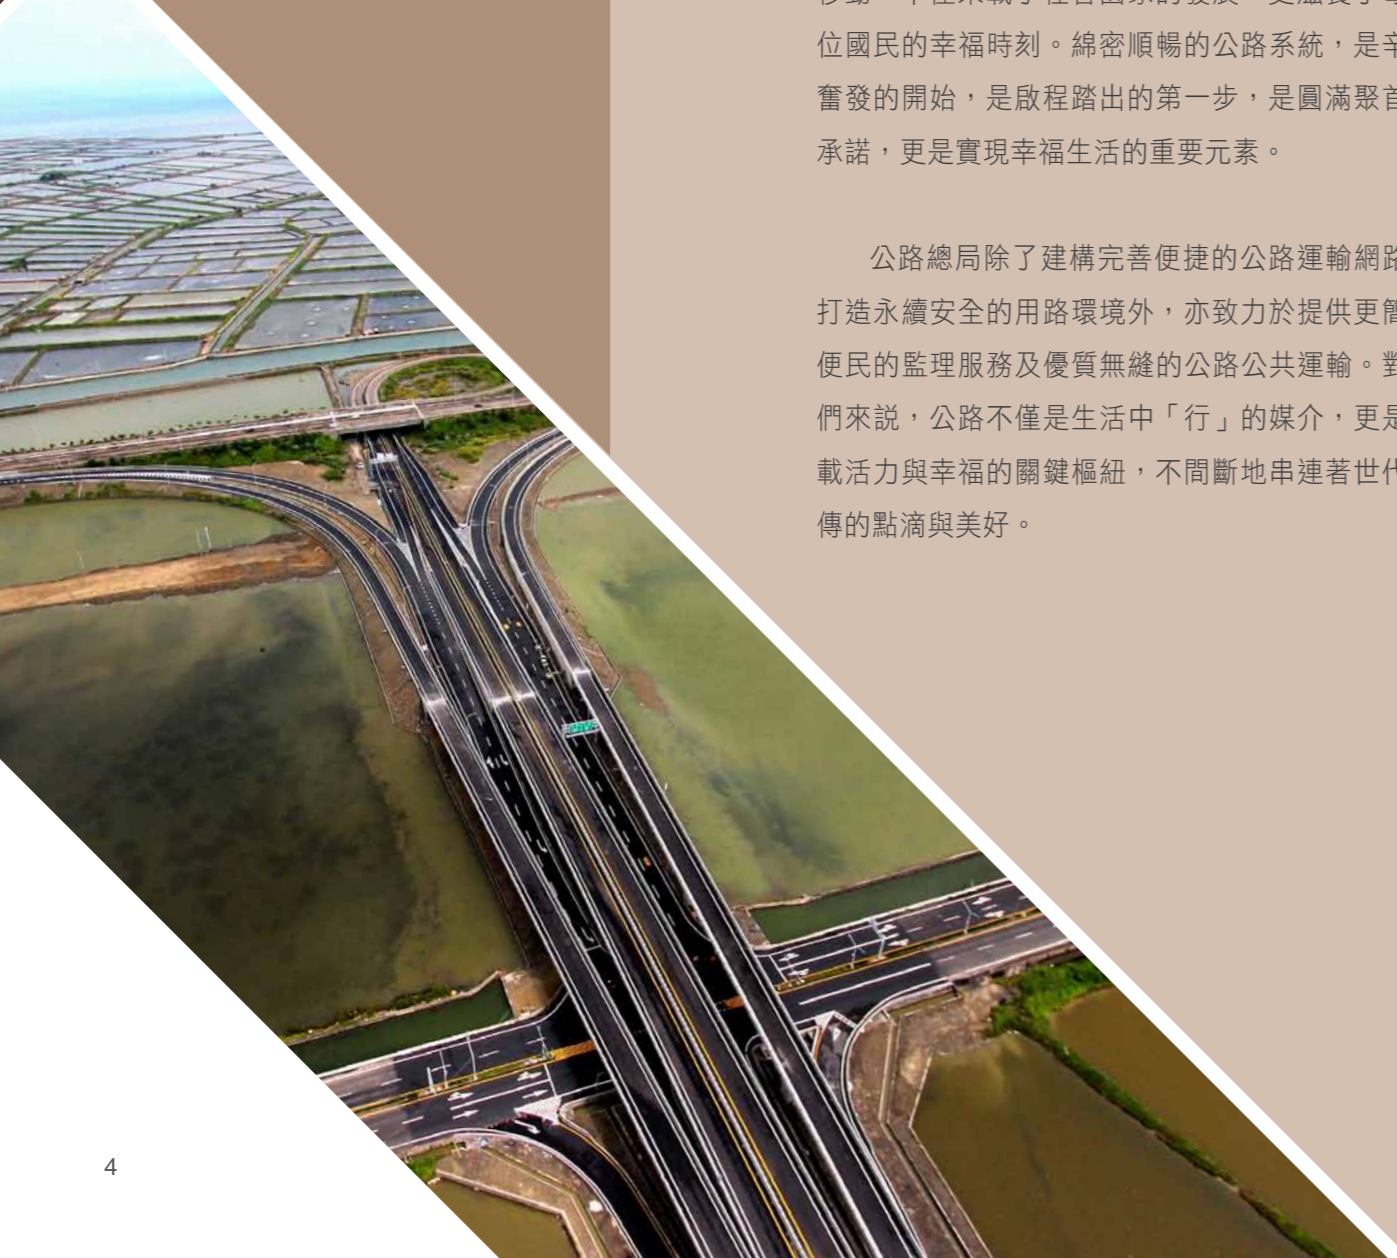 位國民的幸福時刻。綿密順暢的公路系統，是辛
奮發的開始，是啟程踏出的第一步，是圓滿聚首
承諾，更是實現幸福生活的重要元素。
公路總局除了建構完善便捷的公路運輸網路
打造永續安全的用路環境外，亦致力於提供更簡
便民的監理服務及優質無縫的公路公共運輸。對
們來說，公路不僅是生活中「行」的媒介，更是
載活力與幸福的關鍵樞紐，不間斷地串連著世代
傳的點滴與美好。
4